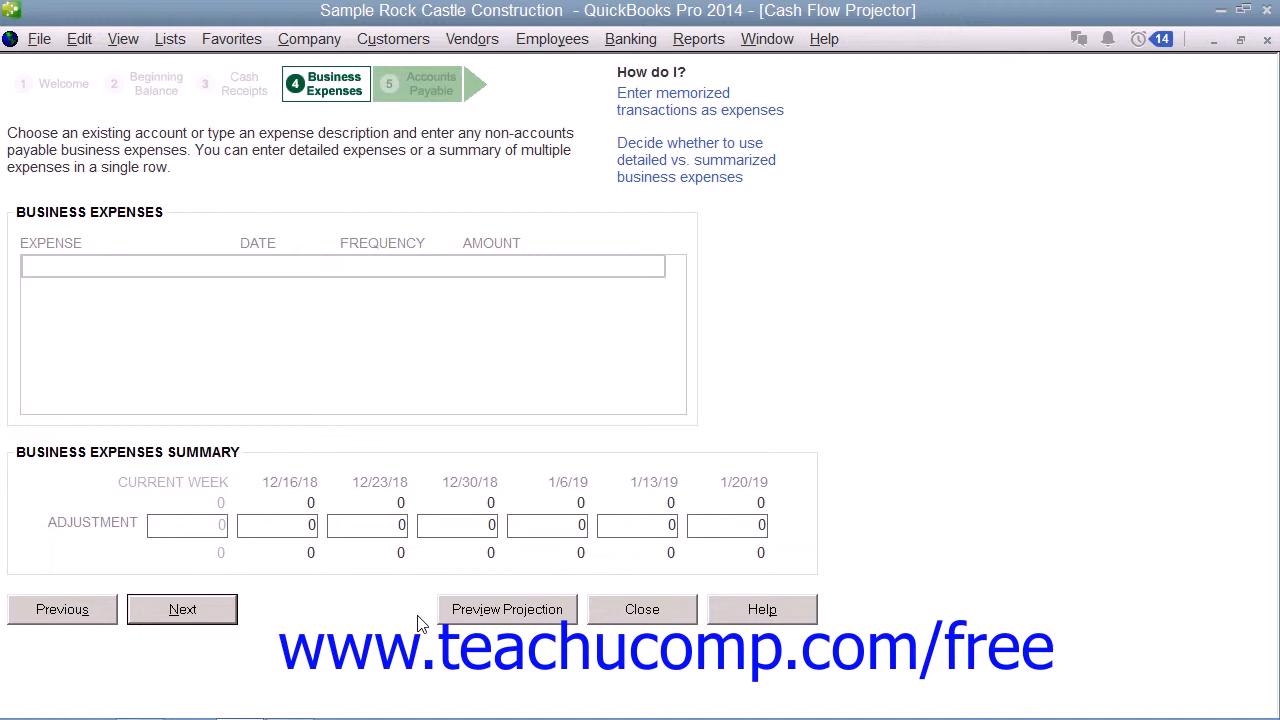 Sample Rock Castle Construction - QuickBooks Pro 2014 - [Cash Flow Projector]
File Edit View Lists Favorites Company Customers Vendors Employees Banking Reports Window Help 14
1 Welcome 2 Beginning Balance 3 Cash Receipts 4 Business Expenses 5 Accounts Payable
Choose an existing account or type an expense description and enter any non-accounts
payable business expenses. You can enter detailed expenses or a summary of multiple
expenses in a single row.
How do I?
Enter memorized
transactions as expenses
Decide whether to use
detailed vs. summarized
business expenses
BUSINESS EXPENSES
EXPENSE DATE FREQUENCY AMOUNT
BUSINESS EXPENSES SUMMARY
CURRENT WEEK 12/16/18 12/23/18 12/30/18 1/6/19 1/13/19 1/20/19
0 0 0 0 0 0 0
ADJUSTMENT 0 0 0 0 0 0 0
0 0 0 0 0 0 0
Previous Next Preview Projection Close Help
www.teachucomp.com/free